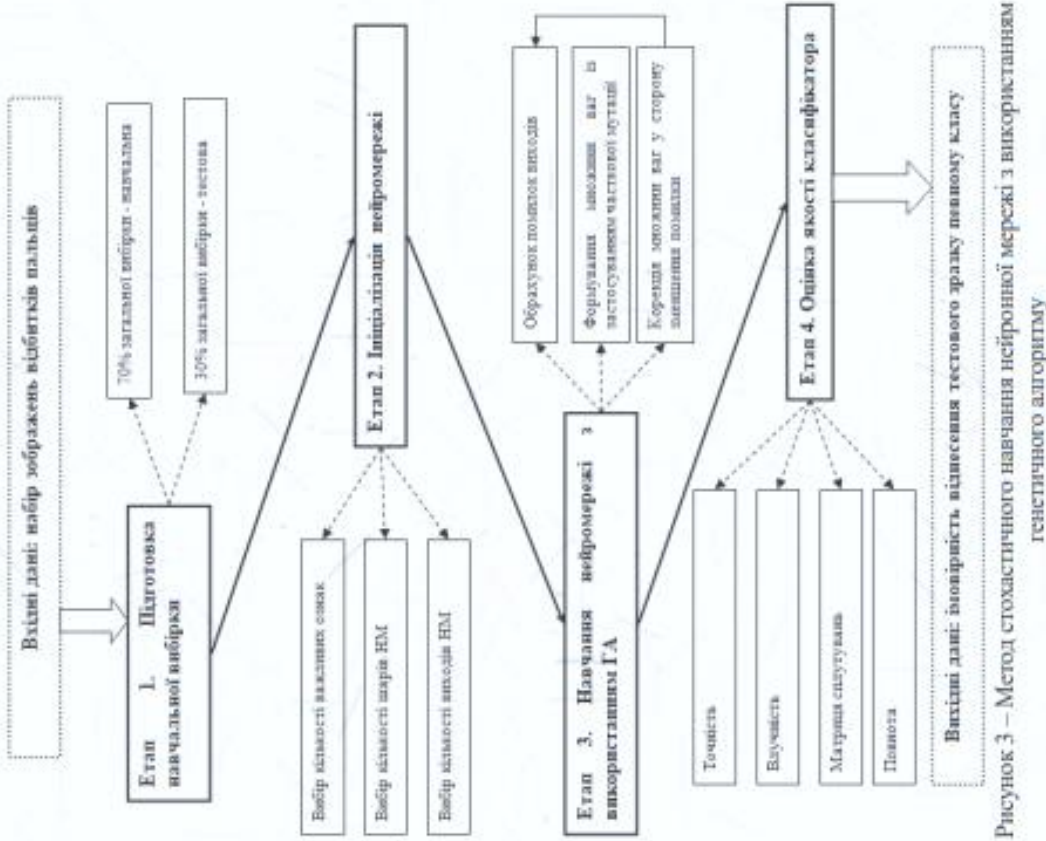 Вхідні дані: набір зображень відбитків пальців
Етап 1. Підготовка
навчальної вибірки
70% загальної вибірки - навчальна
30% загальної вибірки - тестова
Етап 2. Ініціалізація нейромережі
Вибір кількості важливих ознак
Вибір кількості шарів НМ
Вибір кількості виходів НМ
Етап 3. Навчання нейромережі з
використанням ГА
Обрахунок помилок виходів
Формування множини ваг із
застосуванням часткової мутації
Корекція множини ваг у сторону
зменшення помилки
Етап 4. Оцінка якості класифікатора
Точність
Влучність
Матриця сплутувань
Повнота
Вихідні дані: імовірність віднесення тестового зразку певному класу
Рисунок 3 – Метод стохастичного навчання нейронної мережі з використанням
генетичного алгоритму